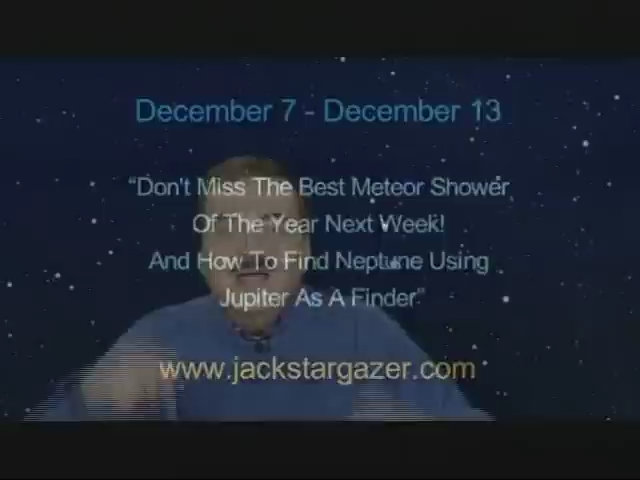 December 7 - December 13
“Don't Miss The Best Meteor Shower
Of The Year Next Week!
And How To Find Neptune Using
Jupiter As A Finder”
www.jackstargazer.com